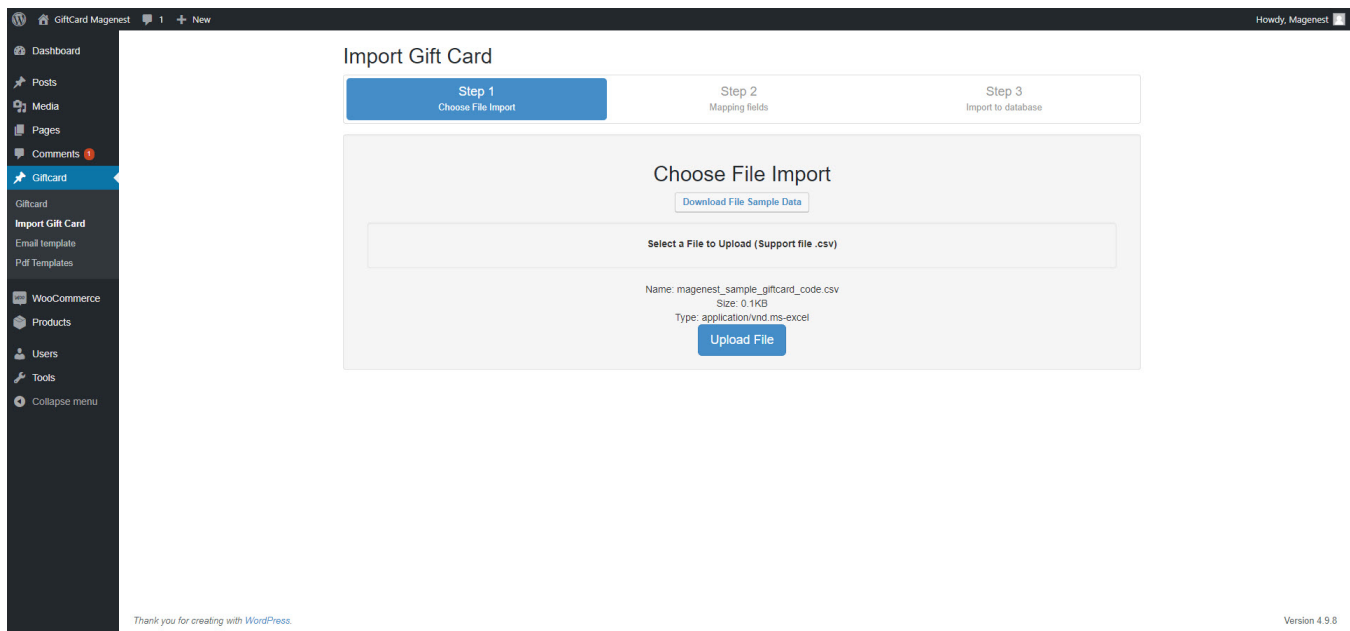 GiftCard Magenest 1 New
Howdy, Magenest
Dashboard
Posts
Media
Pages
Comments 1
Giftcard
Giftcard
Import Gift Card
Email template
Pdf Templates
WooCommerce
Products
Users
Tools
Collapse menu
Import Gift Card
Step 1
Choose File Import
Step 2
Mapping fields
Step 3
Import to database
Choose File Import
Download File Sample Data
Select a File to Upload (Support file .csv)
Name: magenest_sample_giftcard_code.csv
Size: 0.1KB
Type: application/vnd.ms-excel
Upload File
Thank you for creating with WordPress.
Version 4.9.8